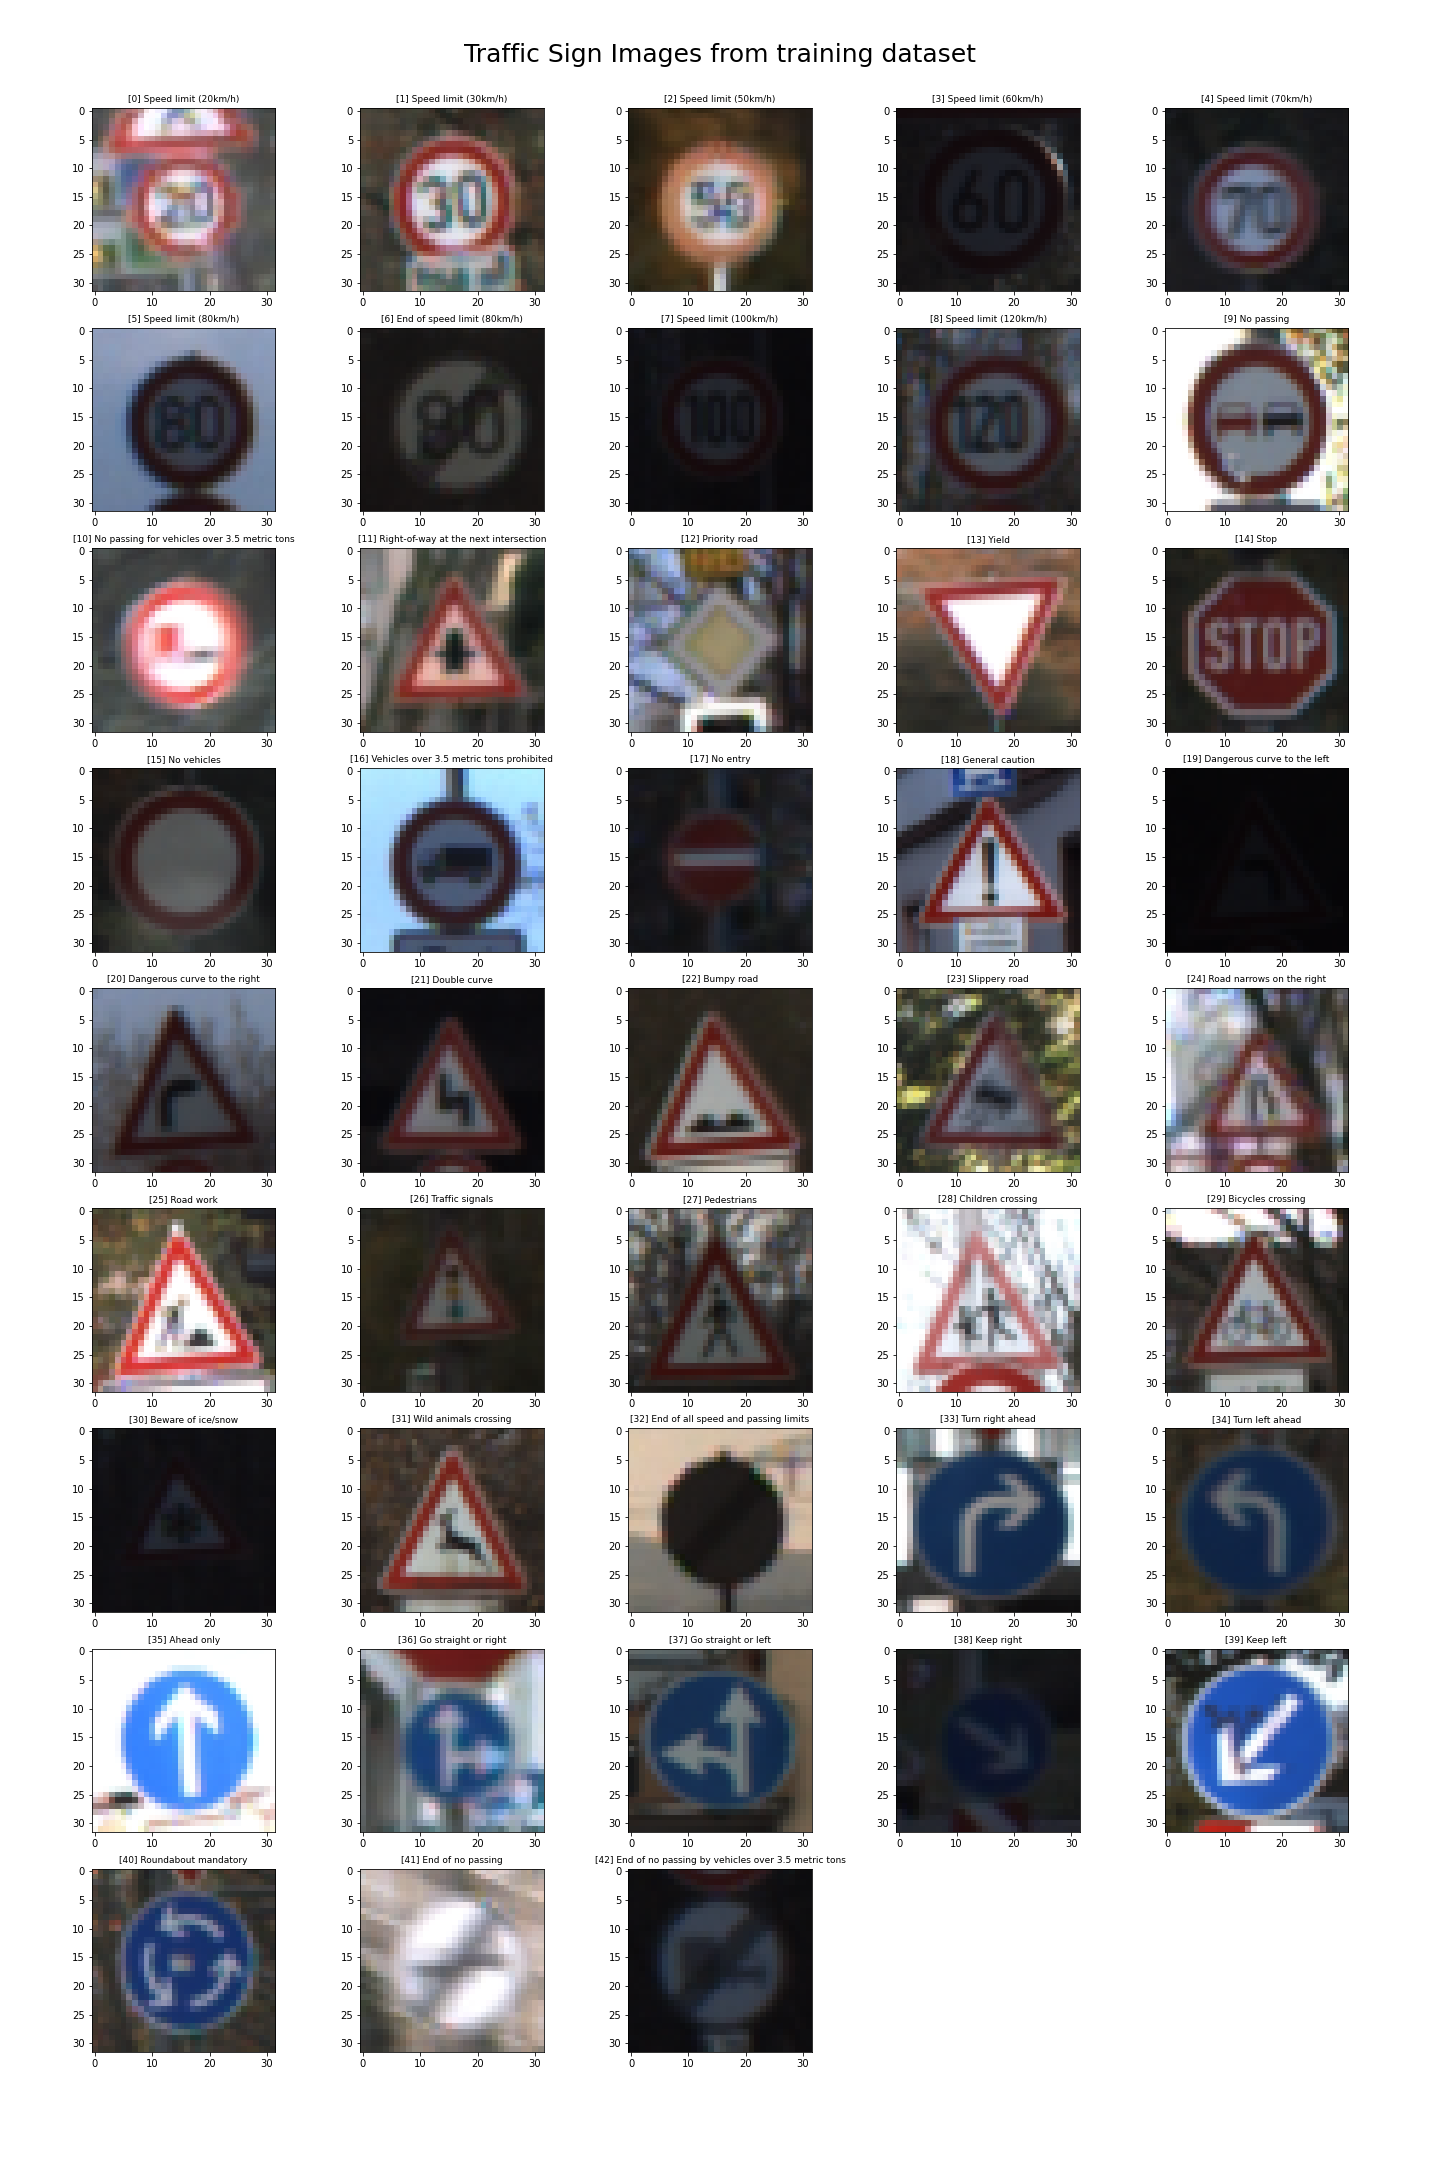 Traffic Sign Images from training dataset
[0] Speed limit (20km/h) [1] Speed limit (30km/h) [2] Speed limit (50km/h) [3] Speed limit (60km/h) [4] Speed limit (70km/h)
0 0 0 0 0
5 5 5 5 5
10 10 10 10 10
15 20 15 30 15 50 15 60 15 70
20 20 20 20 20
25 25 25 25 25
30 30 30 30 30
0 10 20 30 0 10 20 30 0 10 20 30 0 10 20 30 0 10 20 30
[5] Speed limit (80km/h) [6] End of speed limit (80km/h) [7] Speed limit (100km/h) [8] Speed limit (120km/h) [9] No passing
0 0 0 0 0
5 5 5 5 5
10 10 10 10 10
15 80 15 80 15 100 15 120 15
20 20 20 20 20
25 25 25 25 25
30 30 30 30 30
0 10 20 30 0 10 20 30 0 10 20 30 0 10 20 30 0 10 20 30
[10] No passing for vehicles over 3.5 metric tons [11] Right-of-way at the next intersection [12] Priority road [13] Yield [14] Stop
0 0 0 0 0
5 5 5 5 5
10 10 10 10 10
15 15 15 15 15 STOP
20 20 20 20 20
25 25 25 25 25
30 30 30 30 30
0 10 20 30 0 10 20 30 0 10 20 30 0 10 20 30 0 10 20 30
[15] No vehicles [16] Vehicles over 3.5 metric tons prohibited [17] No entry [18] General caution [19] Dangerous curve to the left
0 0 0 0 0
5 5 5 5 5
10 10 10 10 10
15 15 15 15 15
20 20 20 20 20
25 25 25 25 25
30 30 30 30 30
0 10 20 30 0 10 20 30 0 10 20 30 0 10 20 30 0 10 20 30
[20] Dangerous curve to the right [21] Double curve [22] Bumpy road [23] Slippery road [24] Road narrows on the right
0 0 0 0 0
5 5 5 5 5
10 10 10 10 10
15 15 15 15 15
20 20 20 20 20
25 25 25 25 25
30 30 30 30 30
0 10 20 30 0 10 20 30 0 10 20 30 0 10 20 30 0 10 20 30
[25] Road work [26] Traffic signals [27] Pedestrians [28] Children crossing [29] Bicycles crossing
0 0 0 0 0
5 5 5 5 5
10 10 10 10 10
15 15 15 15 15
20 20 20 20 20
25 25 25 25 25
30 30 30 30 30
0 10 20 30 0 10 20 30 0 10 20 30 0 10 20 30 0 10 20 30
[30] Beware of ice/snow [31] Wild animals crossing [32] End of all speed and passing limits [33] Turn right ahead [34] Turn left ahead
0 0 0 0 0
5 5 5 5 5
10 10 10 10 10
15 15 15 15 15
20 20 20 20 20
25 25 25 25 25
30 30 30 30 30
0 10 20 30 0 10 20 30 0 10 20 30 0 10 20 30 0 10 20 30
[35] Ahead only [36] Go straight or right [37] Go straight or left [38] Keep right [39] Keep left
0 0 0 0 0
5 5 5 5 5
10 10 10 10 10
15 15 15 15 15
20 20 20 20 20
25 25 25 25 25
30 30 30 30 30
0 10 20 30 0 10 20 30 0 10 20 30 0 10 20 30 0 10 20 30
[40] Roundabout mandatory [41] End of no passing [42] End of no passing by vehicles over 3.5 metric tons
0 0 0
5 5 5
10 10 10
15 15 15
20 20 20
25 25 25
30 30 30
0 10 20 30 0 10 20 30 0 10 20 30